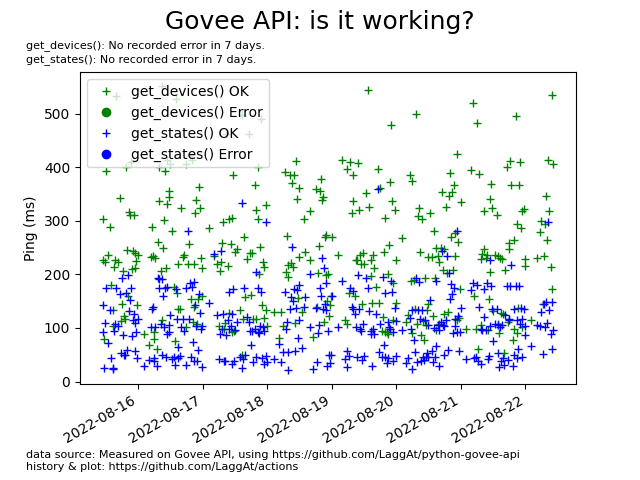 Govee API: is it working?
get_devices(): No recorded error in 7 days.
get_states(): No recorded error in 7 days.
get_devices() OK
get_devices() Error
get_states() OK
get_states() Error
Ping (ms)
500
400
300
200
100
0
2022-08-16
2022-08-17
2022-08-18
2022-08-19
2022-08-20
2022-08-21
2022-08-22
data source: Measured on Govee API, using https://github.com/LaggAt/python-govee-api
history & plot: https://github.com/LaggAt/actions